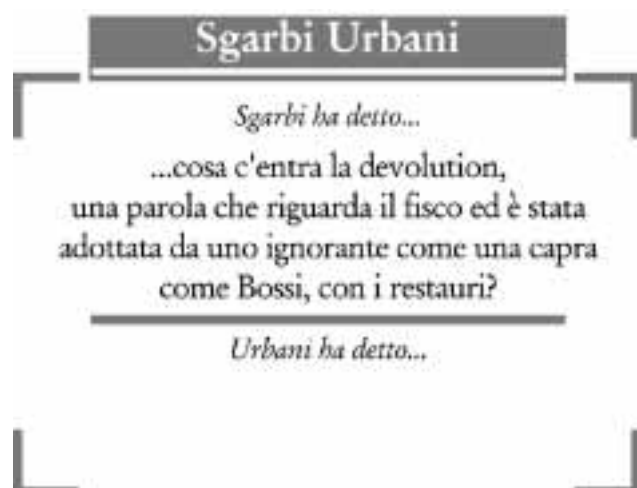 Sgarbi Urbani
Sgarbi ha detto...
...cosa c'entra la devolution,
una parola che riguarda il fisco ed è stata
adottata da uno ignorante come una capra
come Bossi, con i restauri?
Urbani ha detto...